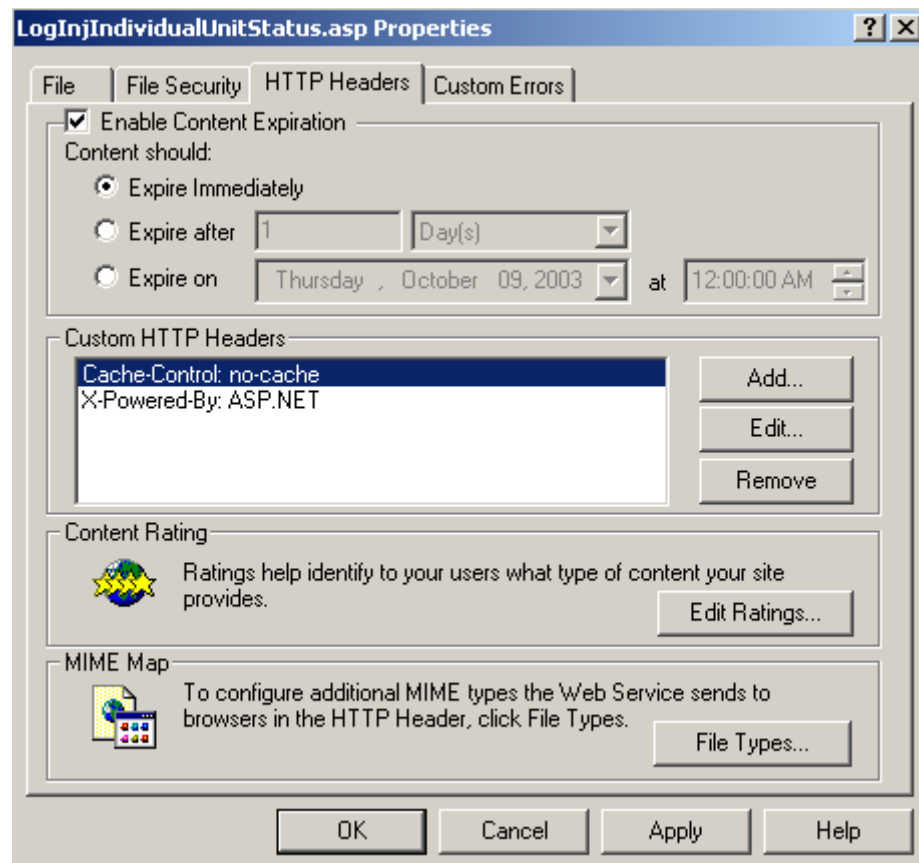 LogInjIndividualUnitStatus.asp Properties
File
File Security
HTTP Headers
Custom Errors
Enable Content Expiration
Content should:
Expire Immediately
Expire after 1 Day(s)
Expire on Thursday , October 09, 2003 at 12:00:00 AM
Custom HTTP Headers
Cache-Control: no-cache
X-Powered-By: ASP.NET
Add...
Edit...
Remove
Content Rating
Ratings help identify to your users what type of content your site
provides.
Edit Ratings...
MIME Map
To configure additional MIME types the Web Service sends to
browsers in the HTTP Header, click File Types.
File Types...
OK
Cancel
Apply
Help